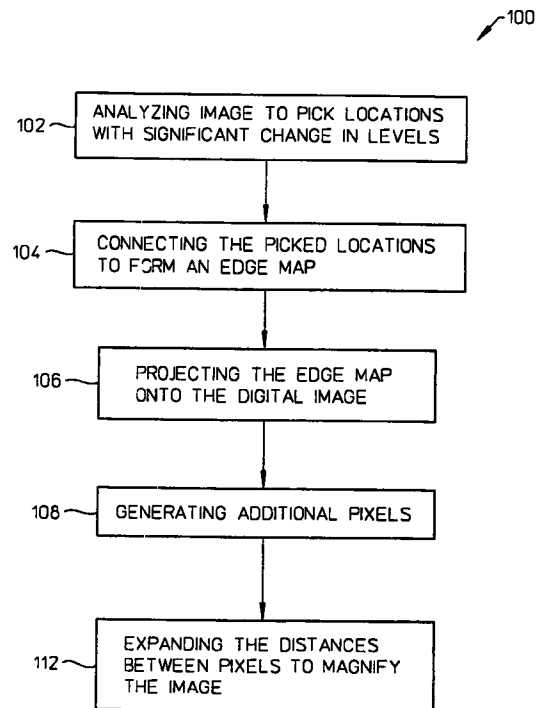 100
102
ANALYZING IMAGE TO PICK LOCATIONS
WITH SIGNIFICANT CHANGE IN LEVELS
104
CONNECTING THE PICKED LOCATIONS
TO FORM AN EDGE MAP
106
PROJECTING THE EDGE MAP
ONTO THE DIGITAL IMAGE
108
GENERATING ADDITIONAL PIXELS
112
EXPANDING THE DISTANCES
BETWEEN PIXELS TO MAGNIFY
THE IMAGE